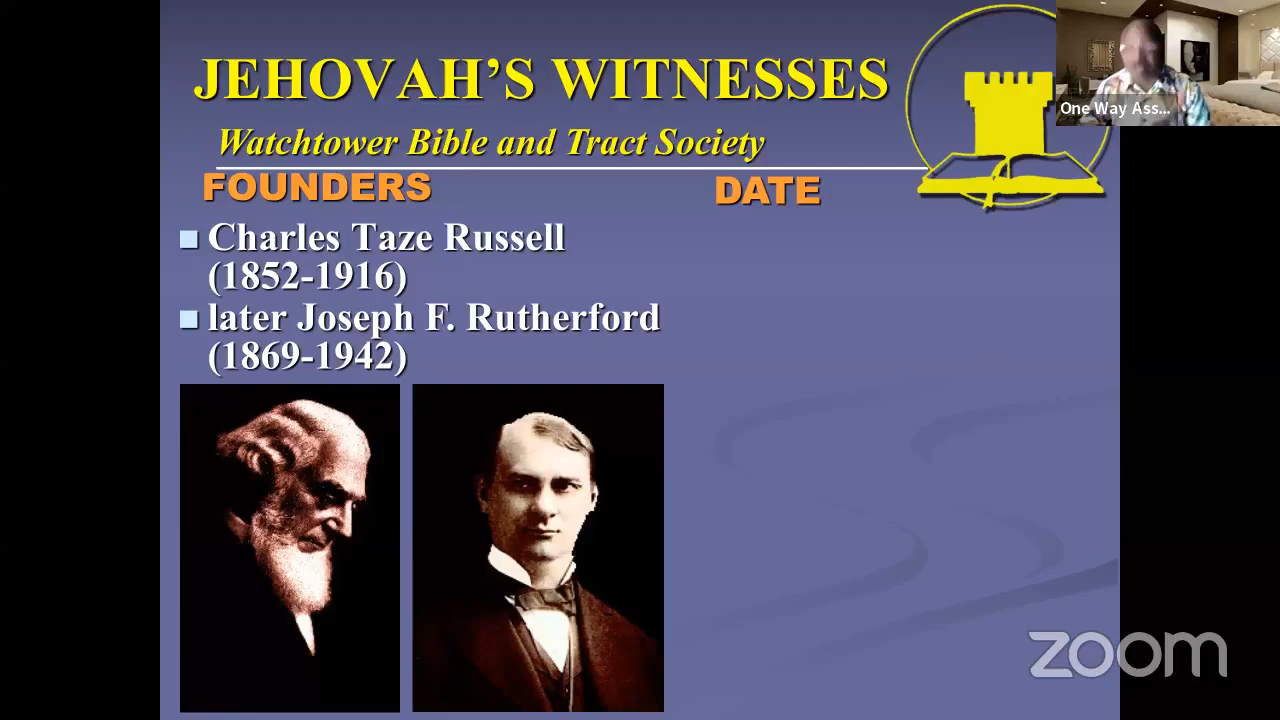 JEHOVAH'S WITNESSES
Watchtower Bible and Tract Society
FOUNDERS
DATE
Charles Taze Russell
(1852-1916)
later Joseph F. Rutherford
(1869-1942)
One Way Ass...
zoom